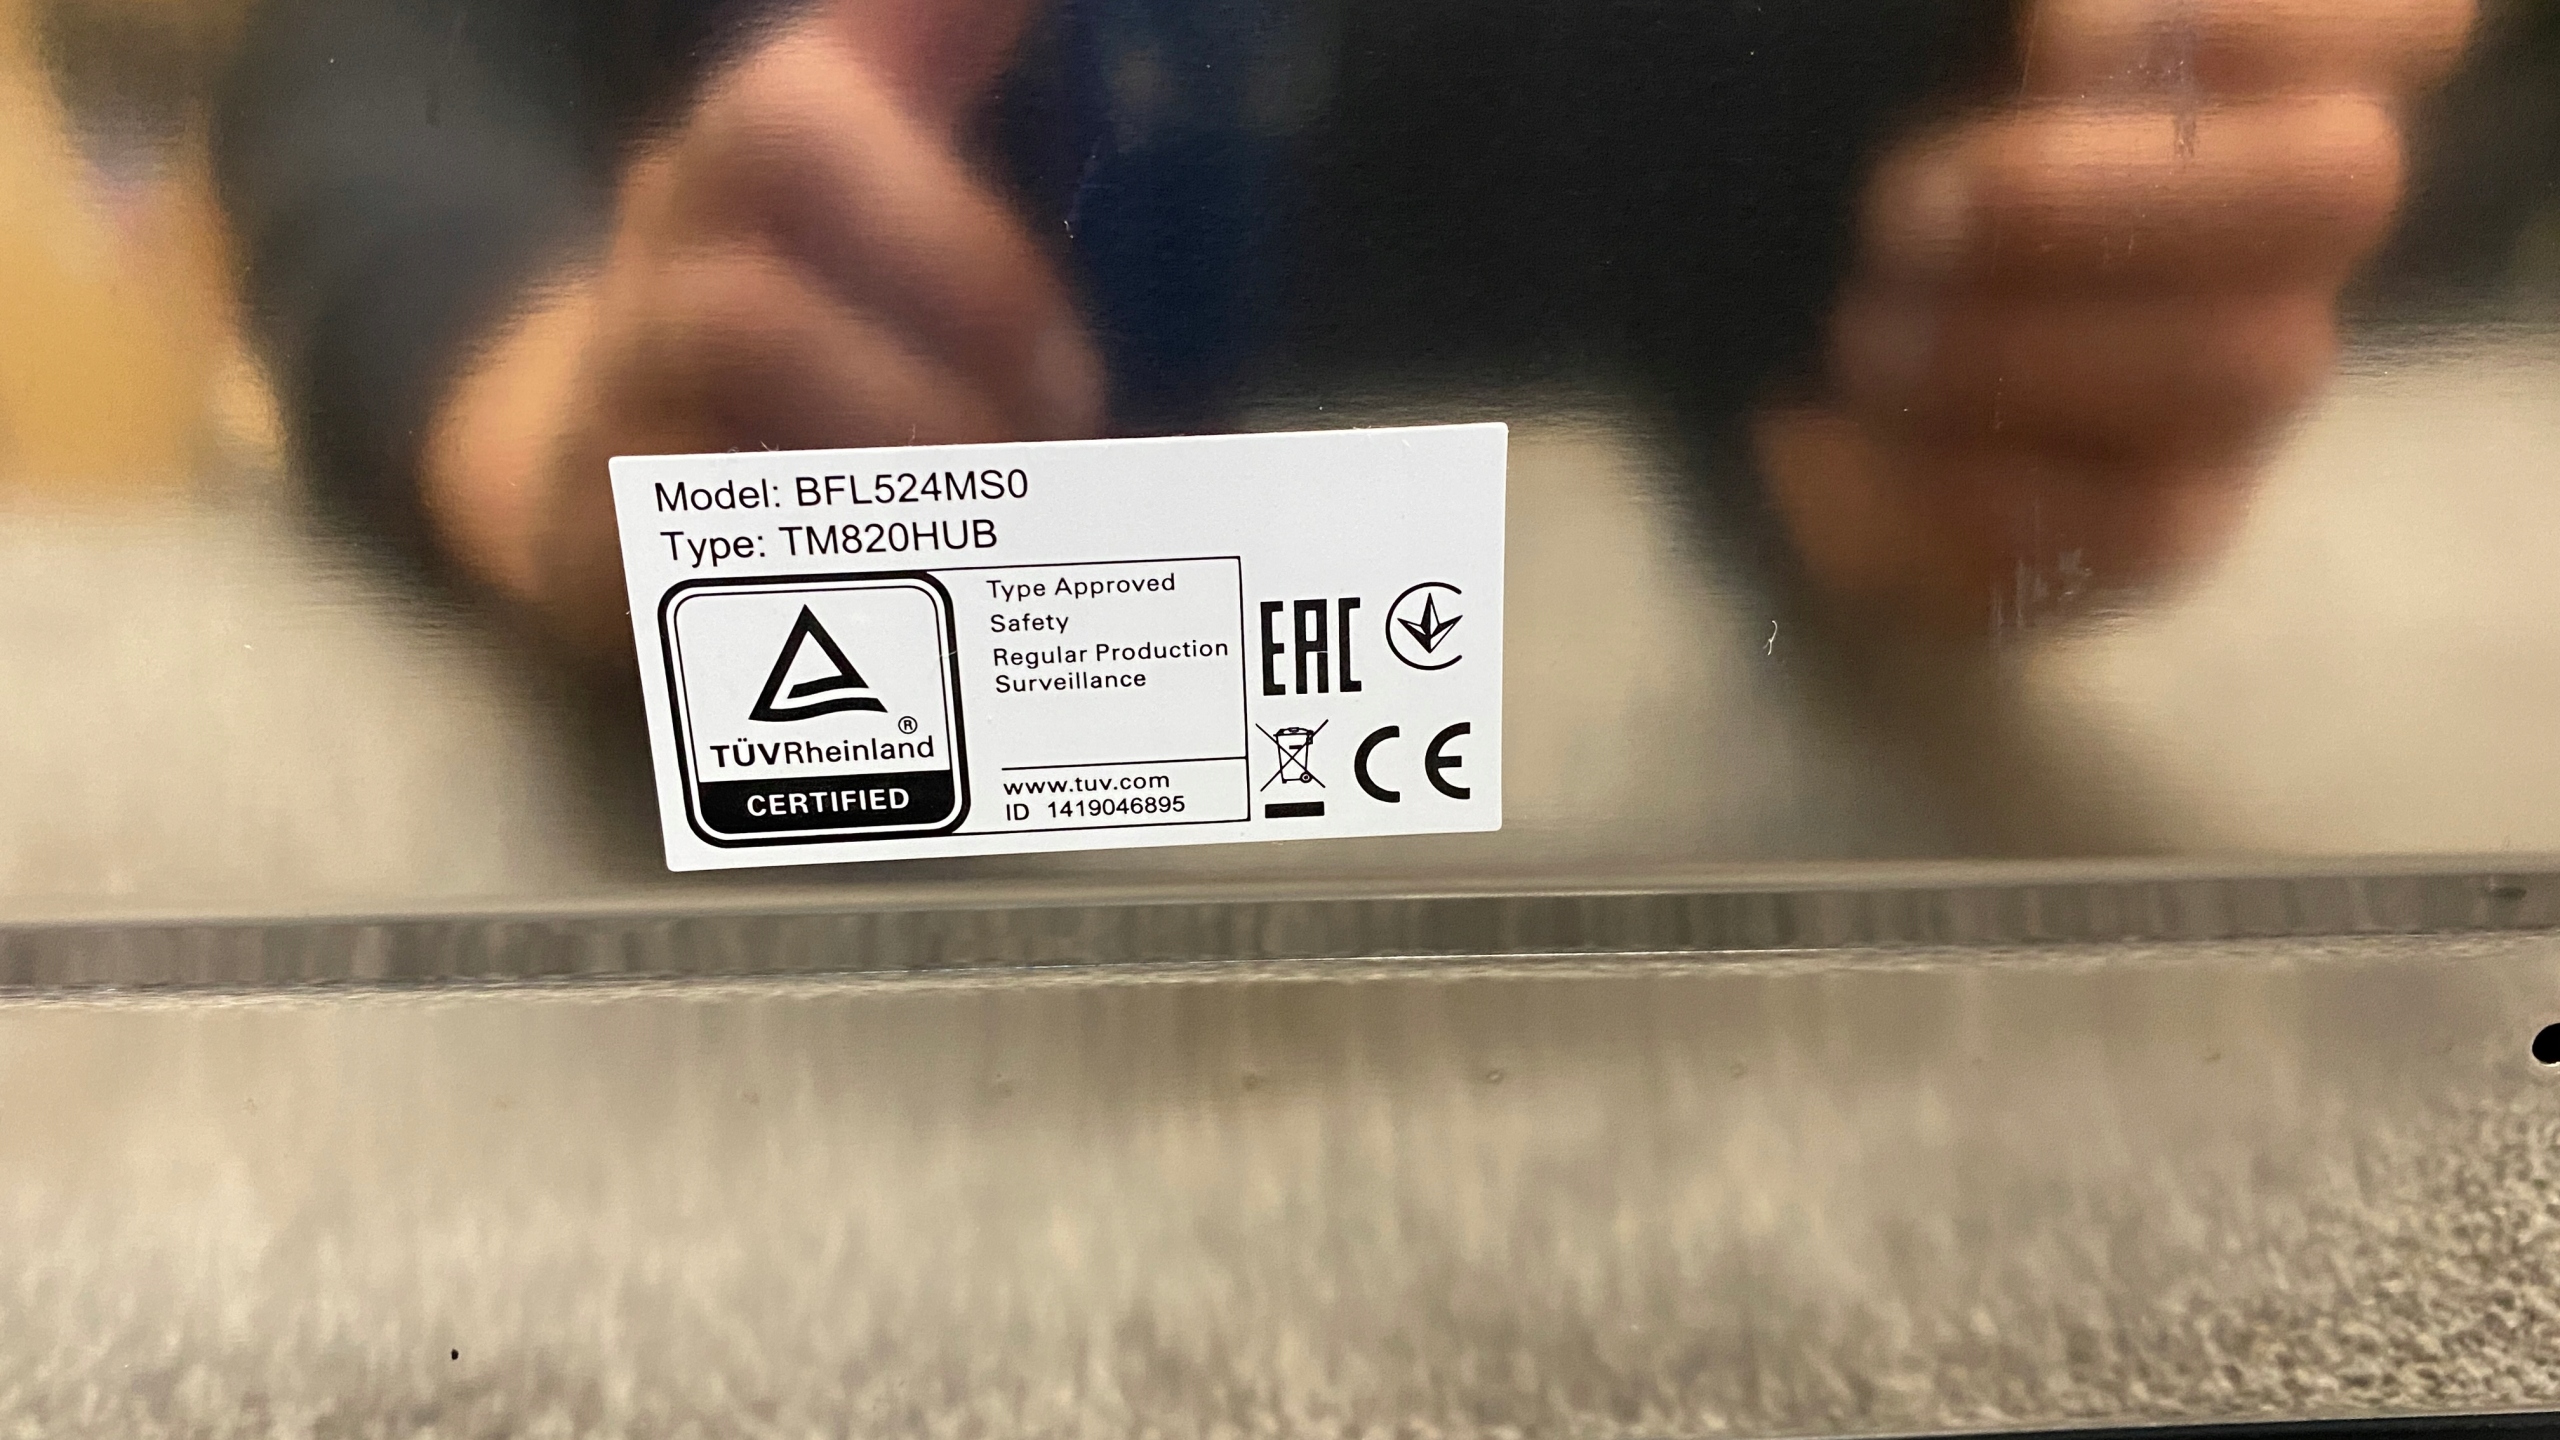 Model: BFL524MS0
Type: TM820HUB
Type Approved
Safety
Regular Production
Surveillance
®
TÜVRheinland
CERTIFIED
www.tuv.com
ID 1419046895
EAC
CE